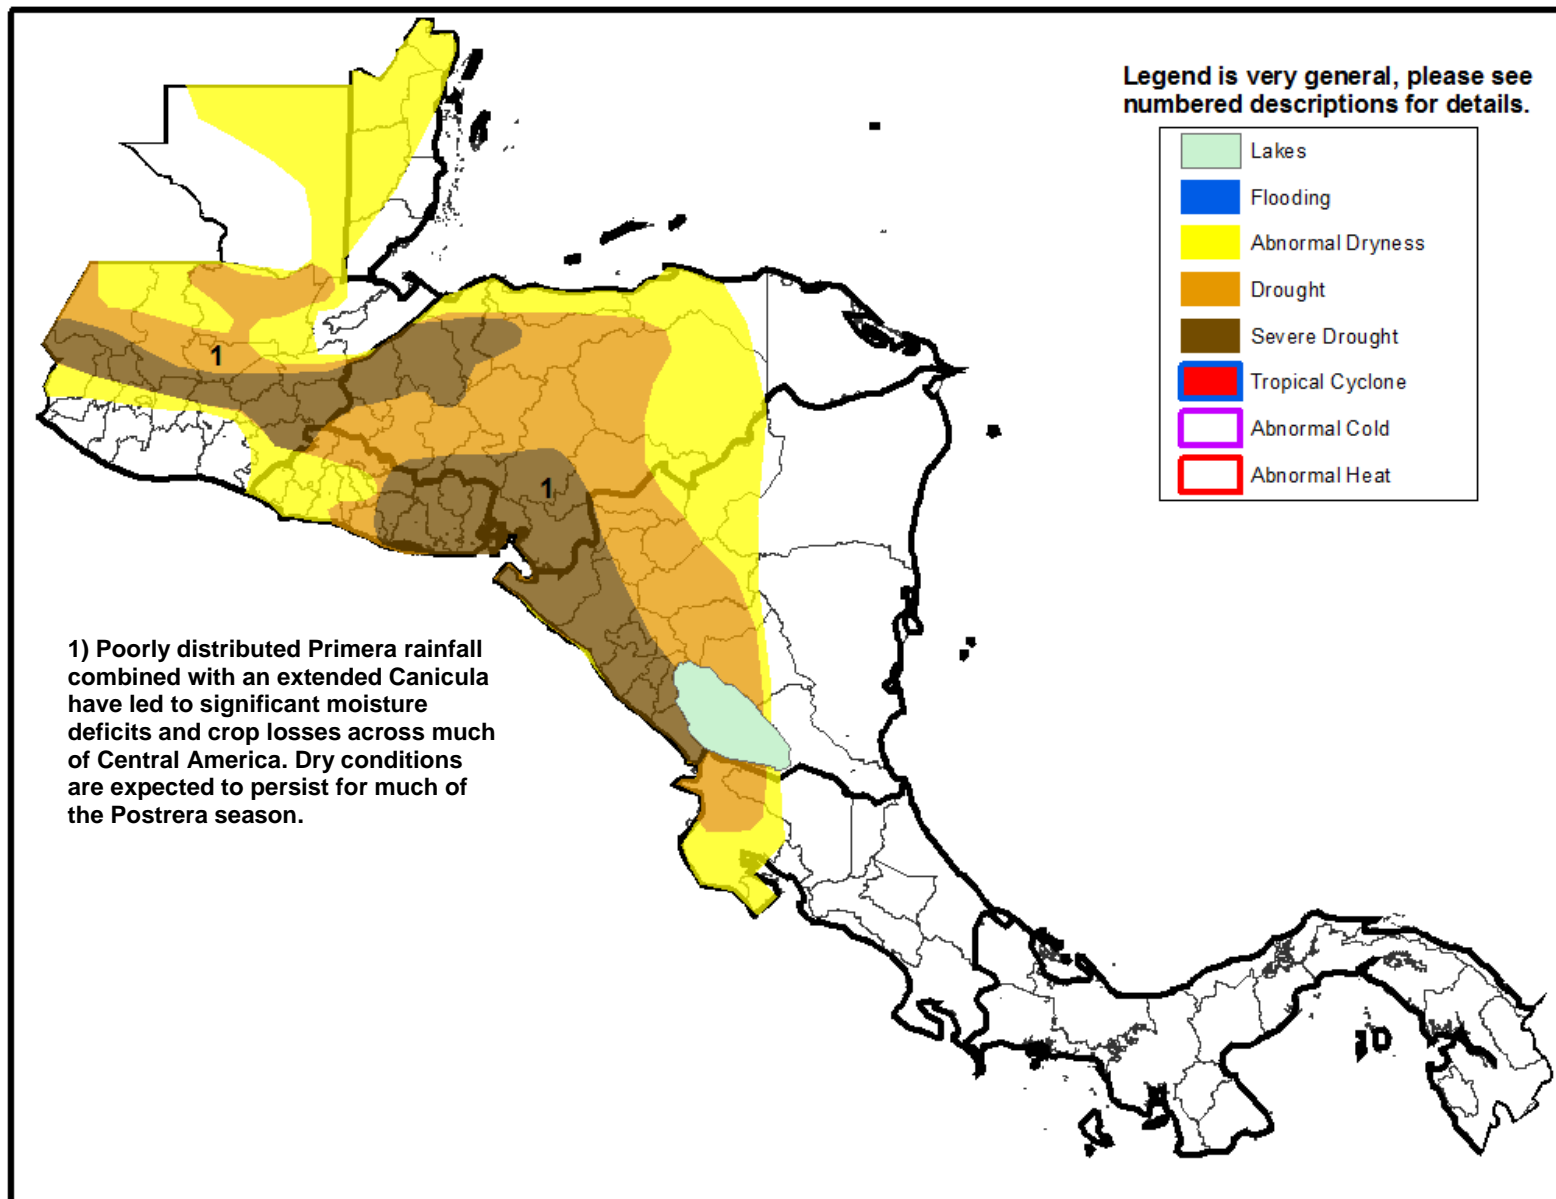 Legend is very general, please see
numbered descriptions for details.
Lakes
Flooding
Abnormal Dryness
Drought
Severe Drought
Tropical Cyclone
Abnormal Cold
Abnormal Heat
1
1
1) Poorly distributed Primera rainfall
combined with an extended Canicula
have led to significant moisture
deficits and crop losses across much
of Central America. Dry conditions
are expected to persist for much of
the Postrera season.